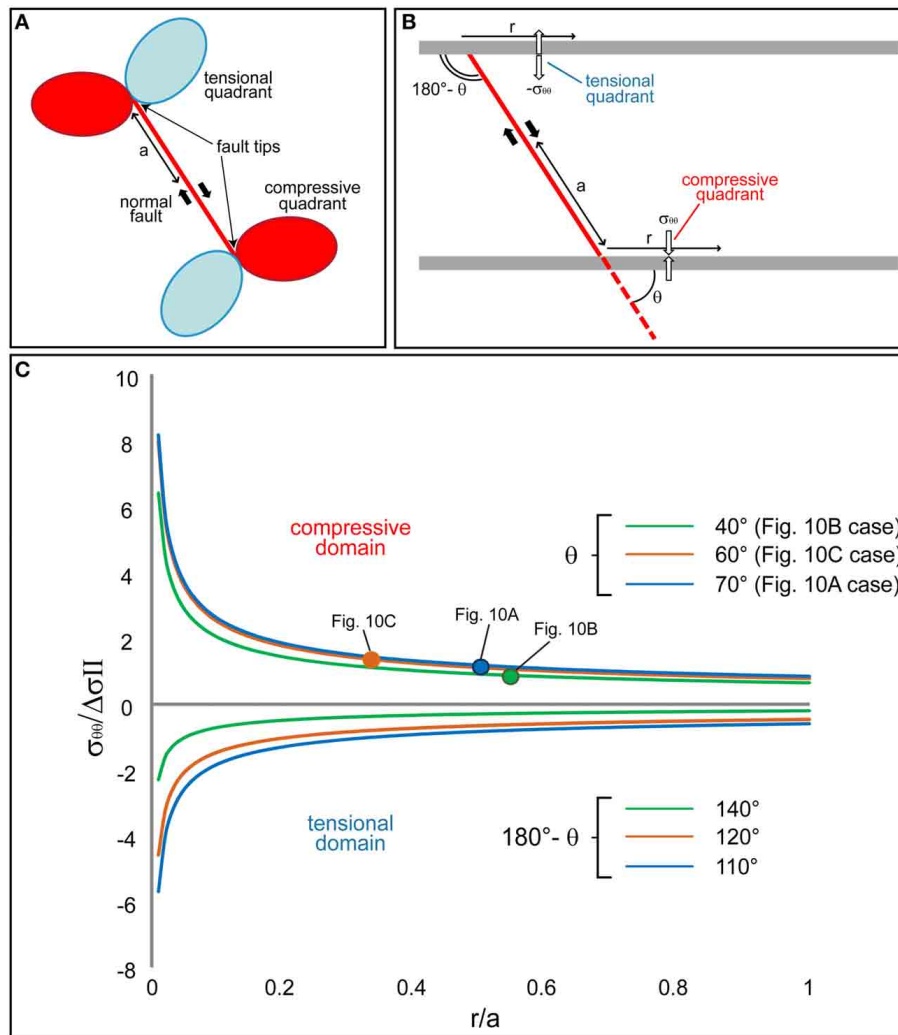 A
tensional
quadrant
a
fault tips
normal
fault
compressive
quadrant
B
r
180°- θ
-σθθ
tensional
quadrant
a
compressive
quadrant
σθθ
r
θ
C
10
8
6
4
2
0
-2
-4
-6
-8
σθθ/ΔσII
compressive
domain
θ
40° (Fig. 10B case)
60° (Fig. 10C case)
70° (Fig. 10A case)
Fig. 10C
Fig. 10A
Fig. 10B
tensional
domain
180°- θ
140°
120°
110°
0
0.2
0.4
0.6
0.8
1
r/a